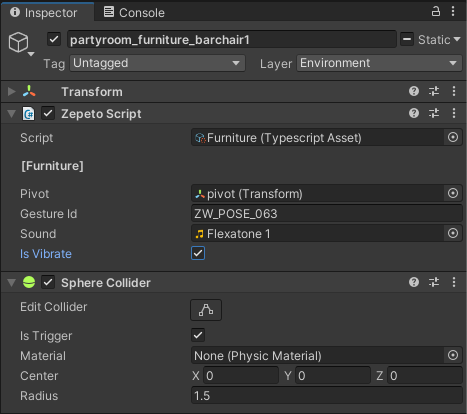 Inspector Console
partyroom_furniture_barchair1 Static
Tag Untagged Layer Environment
Transform
Zepeto Script
Script Furniture (Typescript Asset)
[Furniture]
Pivot pivot (Transform)
Gesture Id ZW_POSE_063
Sound Flexatone 1
Is Vibrate
Sphere Collider
Edit Collider
Is Trigger
Material None (Physic Material)
Center X 0 Y 0 Z 0
Radius 1.5